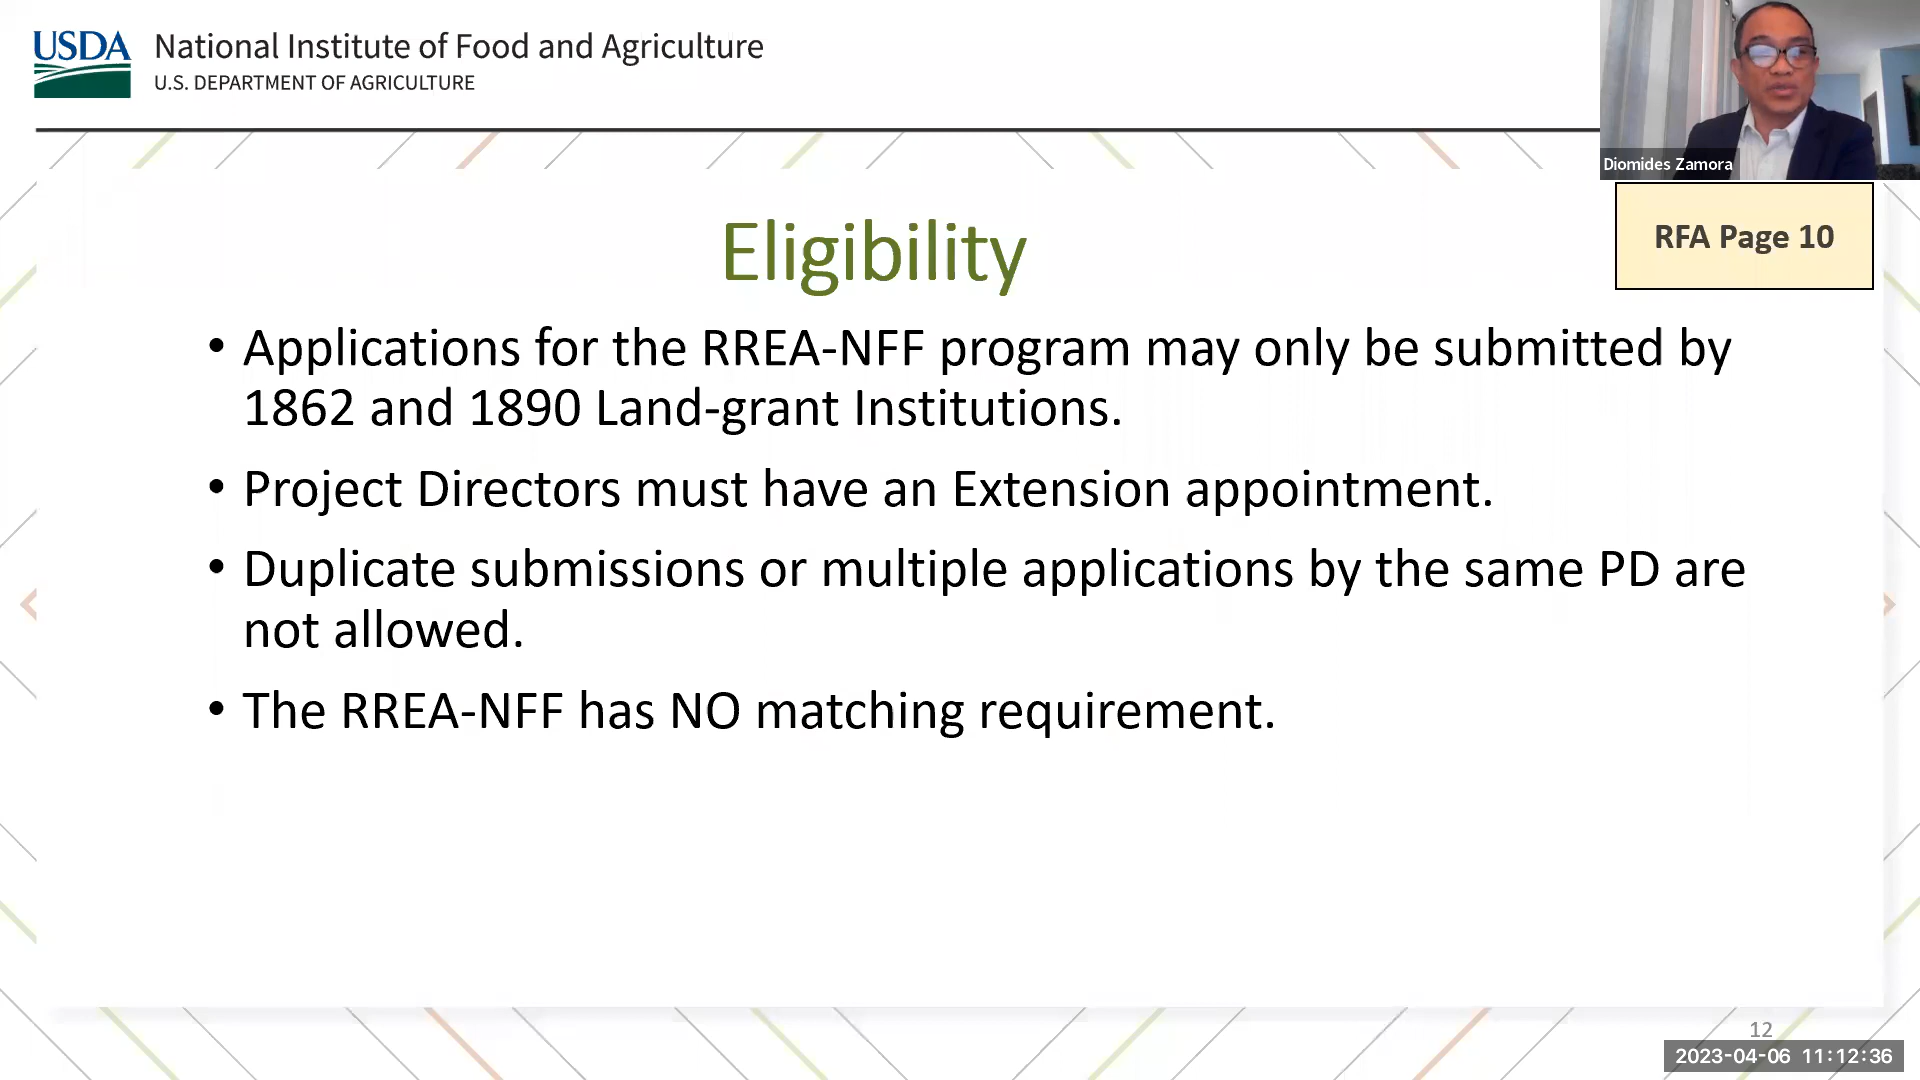 USDA
National Institute of Food and Agriculture
U.S. DEPARTMENT OF AGRICULTURE
Diomides Zamora
RFA Page 10
Eligibility
• Applications for the RREA-NFF program may only be submitted by
1862 and 1890 Land-grant Institutions.
• Project Directors must have an Extension appointment.
• Duplicate submissions or multiple applications by the same PD are
not allowed.
• The RREA-NFF has NO matching requirement.
12
2023-04-06 11:12:36